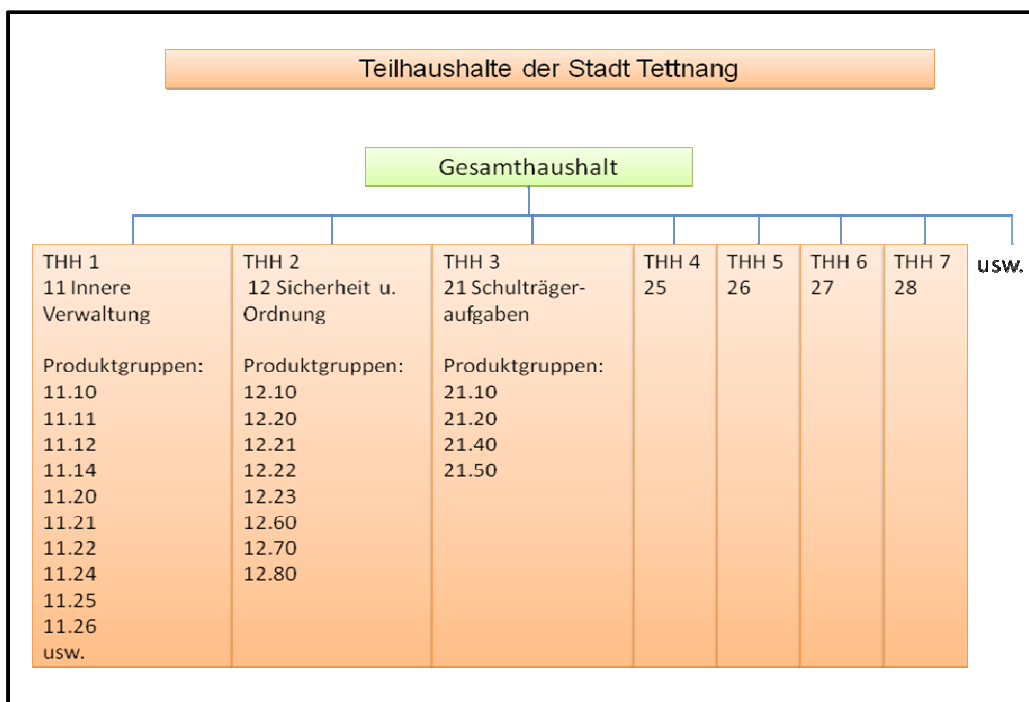 Teilhaushalte der Stadt Tettnang
Gesamthaushalt
THH 1
11 Innere
Verwaltung
Produktgruppen:
11.10
11.11
11.12
11.14
11.20
11.21
11.22
11.24
11.25
11.26
usw.
THH 2
12 Sicherheit u.
Ordnung
Produktgruppen:
12.10
12.20
12.21
12.22
12.23
12.60
12.70
12.80
THH 3
21 Schulträger-
aufgaben
Produktgruppen:
21.10
21.20
21.40
21.50
THH 4
25
THH 5
26
THH 6
27
THH 7
28
usw.